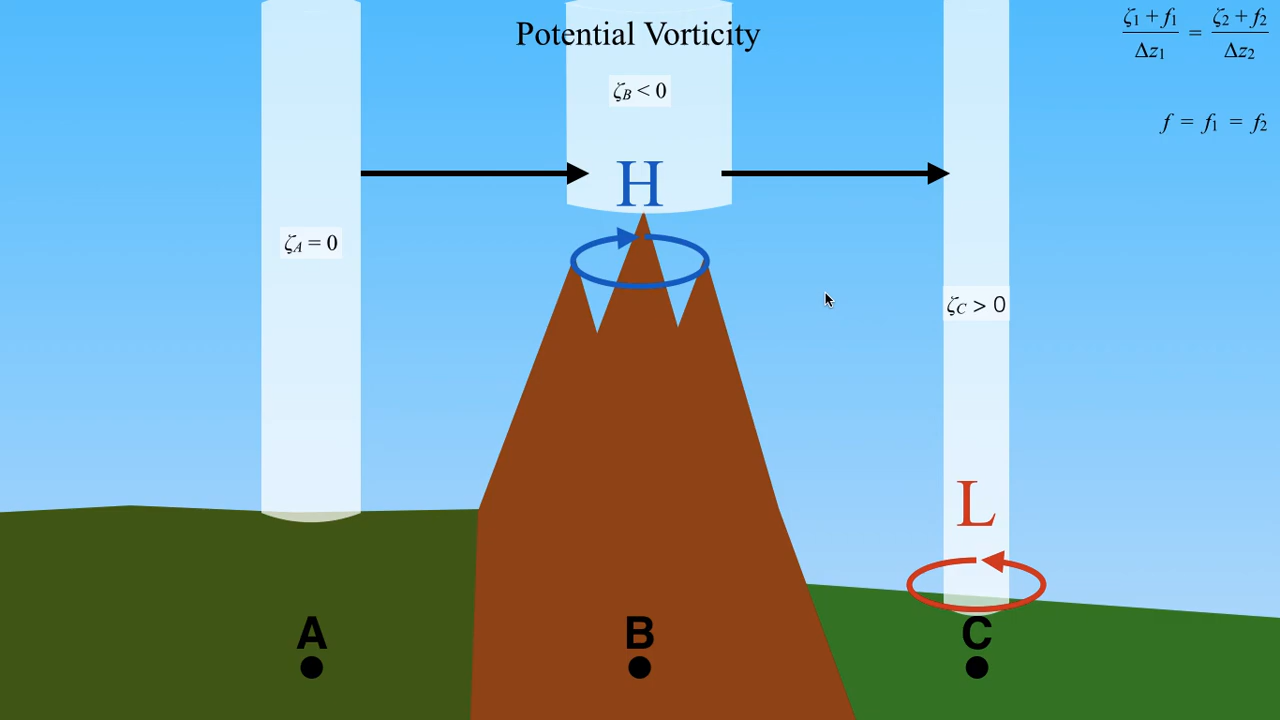 Potential Vorticity
(ζ₁ + f₁) / Δz₁ = (ζ₂ + f₂) / Δz₂
f = f₁ = f₂
ζB < 0
H
ζA = 0
ζC > 0
L
A
B
C